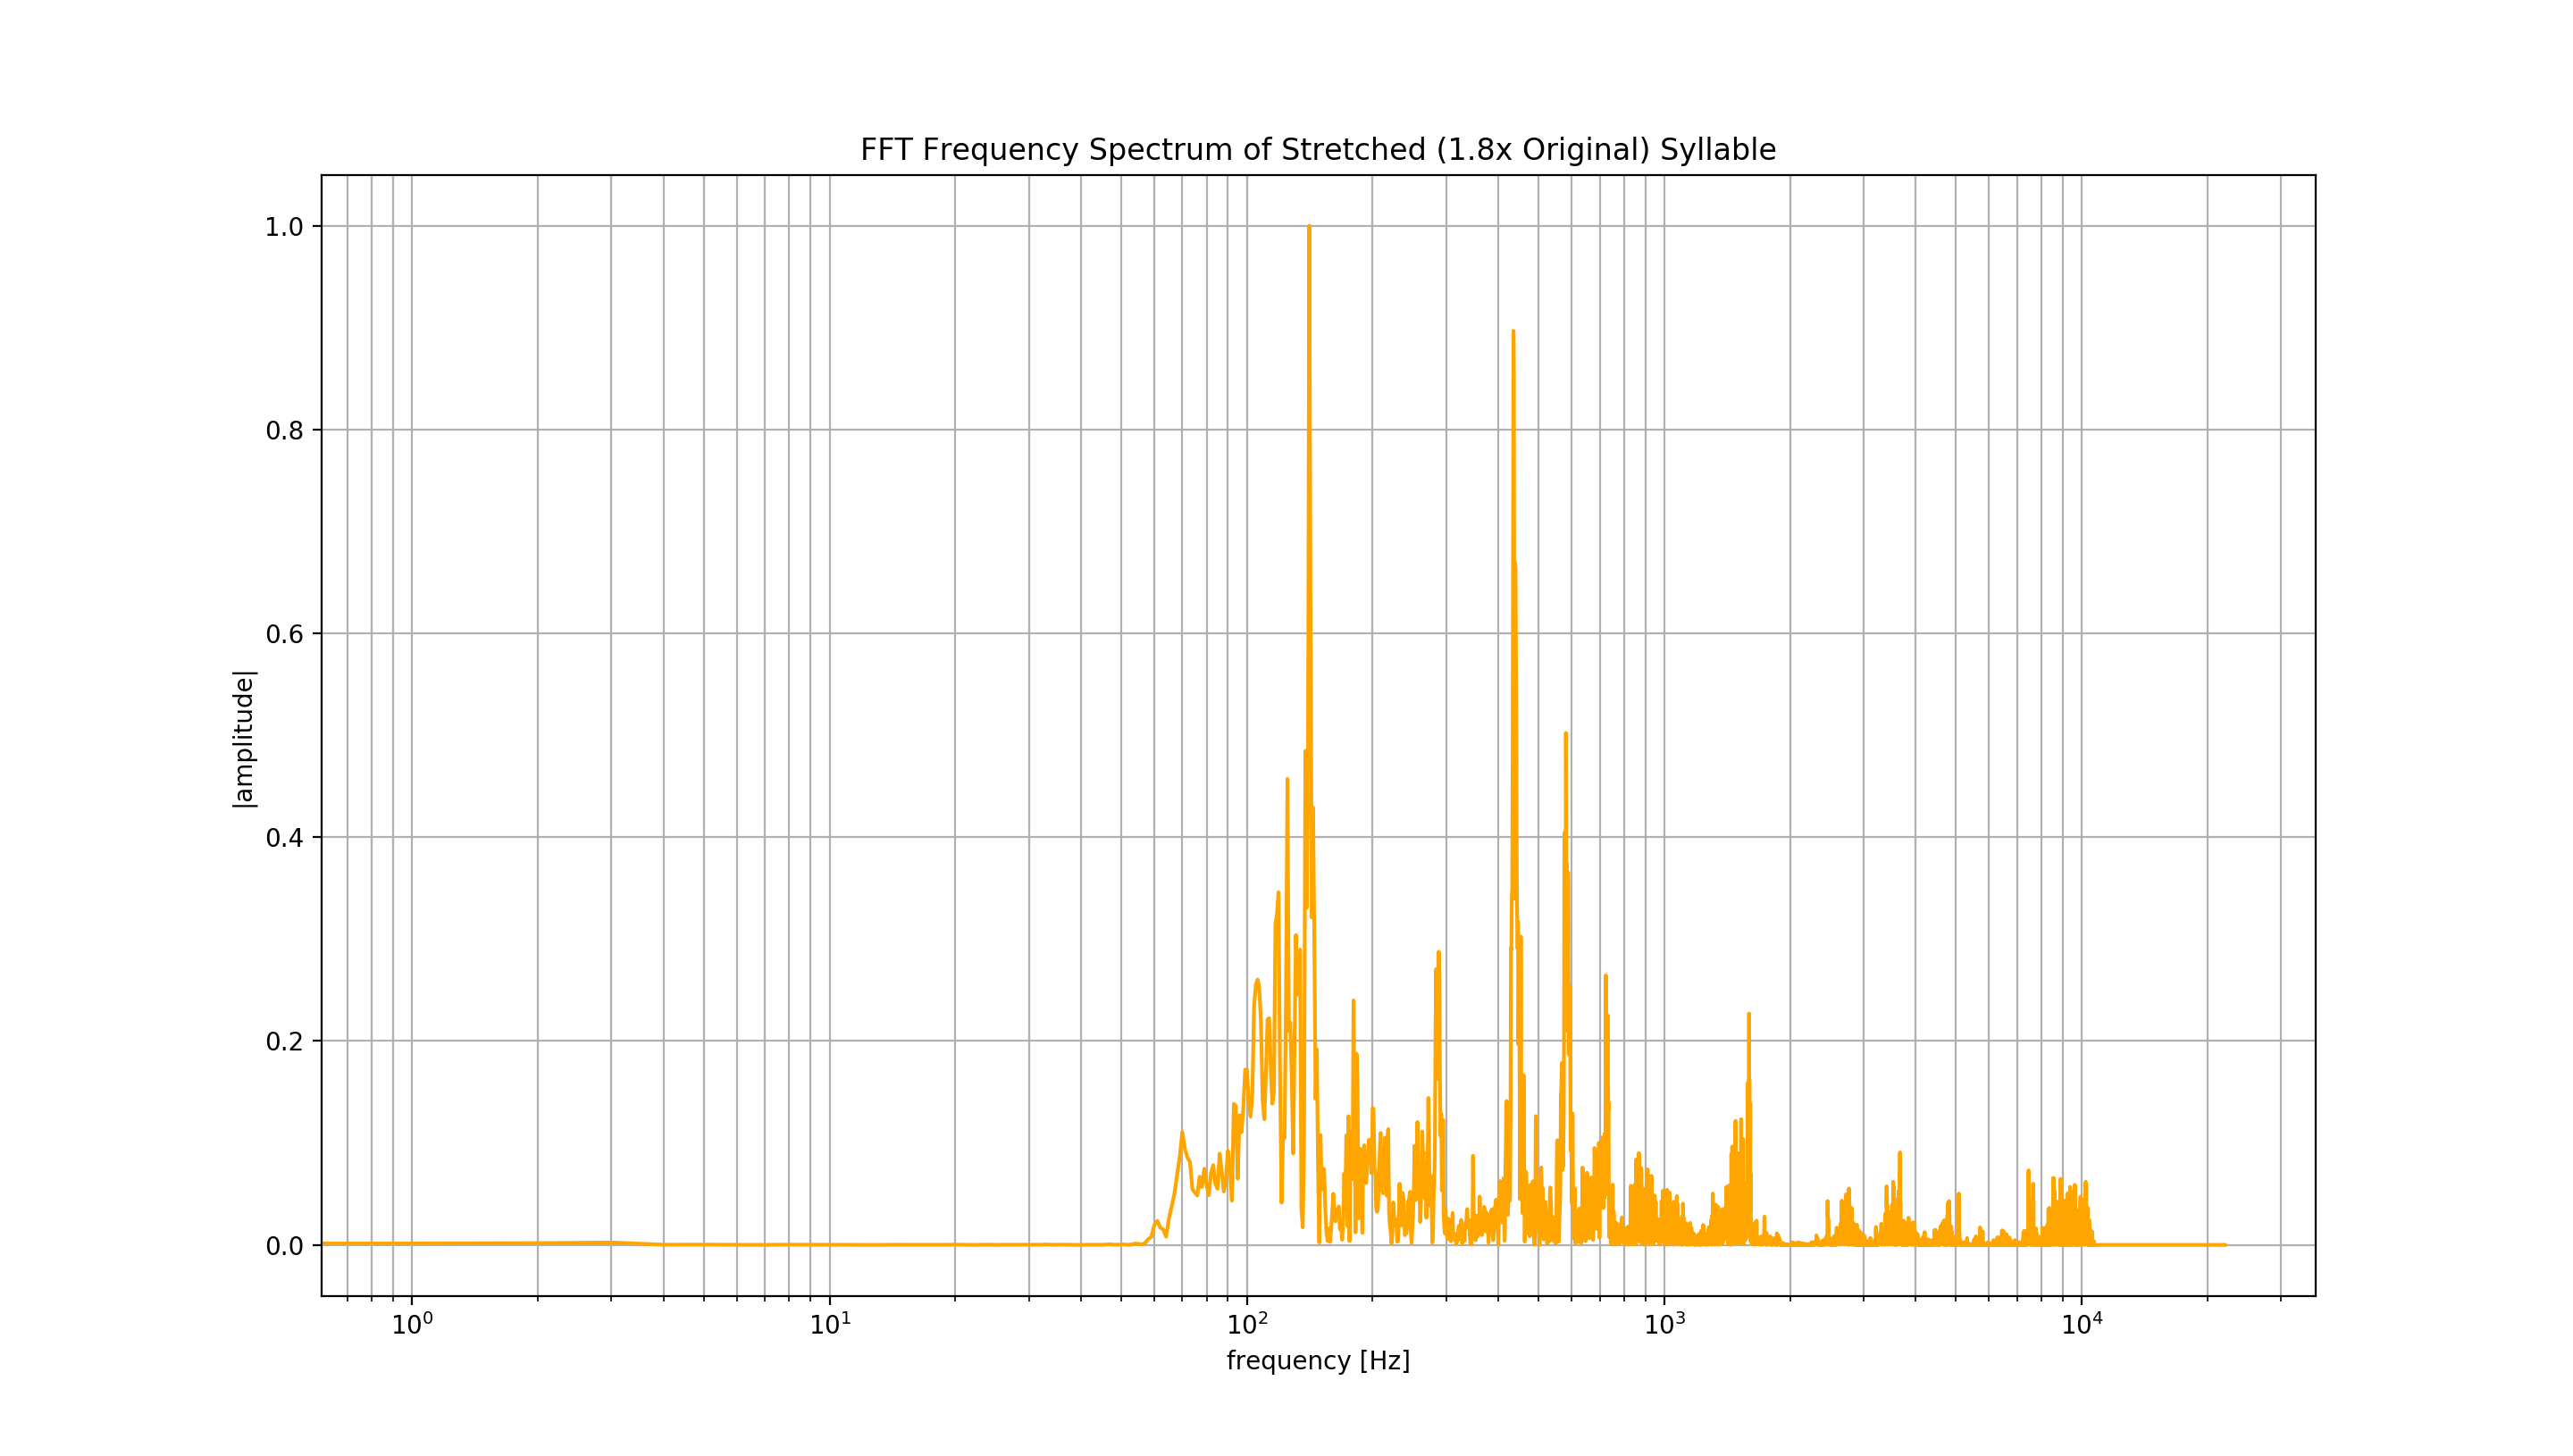 FFT Frequency Spectrum of Stretched (1.8x Original) Syllable
1.0
0.8
0.6
0.4
0.2
0.0
|amplitude|
10⁰ 10¹ 10² 10³ 10⁴
frequency [Hz]